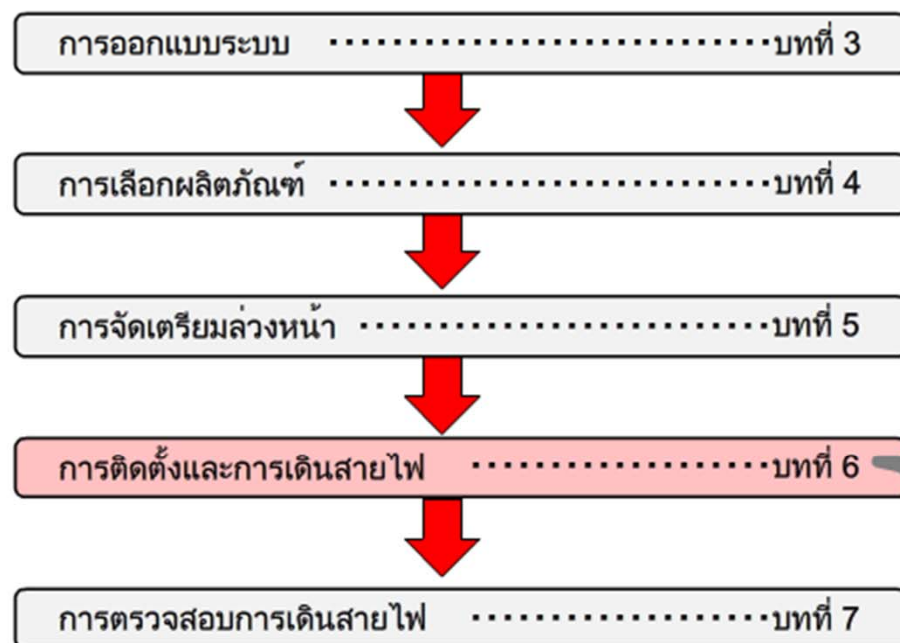 การออกแบบระบบ ............................บทที่ 3
การเลือกผลิตภัณฑ์ ............................บทที่ 4
การจัดเตรียมล่วงหน้า ..........................บทที่ 5
การติดตั้งและการเดินสายไฟ ...................บทที่ 6
การตรวจสอบการเดินสายไฟ ...................บทที่ 7